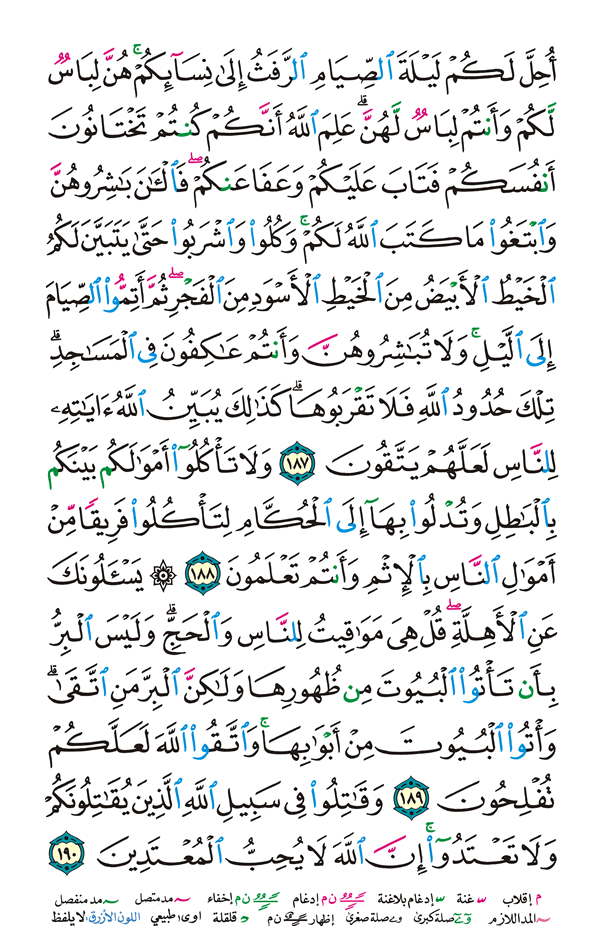 أُحِلَّ لَكُمۡ لَيۡلَةَ ٱلصِّيَامِ ٱلرَّفَثُ إِلَىٰ نِسَآئِكُمۡۚ هُنَّ لِبَاسٞ
لَّكُمۡ وَأَنتُمۡ لِبَاسٞ لَّهُنَّۗ عَلِمَ ٱللَّهُ أَنَّكُمۡ كُنتُمۡ تَخۡتَانُونَ
أَنفُسَكُمۡ فَتَابَ عَلَيۡكُمۡ وَعَفَا عَنكُمۡۖ فَٱلۡـَٰٔنَ بَٰشِرُوهُنَّ
وَٱبۡتَغُواْ مَا كَتَبَ ٱللَّهُ لَكُمۡۚ وَكُلُواْ وَٱشۡرَبُواْ حَتَّىٰ يَتَبَيَّنَ لَكُمُ
ٱلۡخَيۡطُ ٱلۡأَبۡيَضُ مِنَ ٱلۡخَيۡطِ ٱلۡأَسۡوَدِ مِنَ ٱلۡفَجۡرِۖ ثُمَّ أَتِمُّواْ ٱلصِّيَامَ
إِلَى ٱلَّيۡلِۚ وَلَا تُبَٰشِرُوهُنَّ وَأَنتُمۡ عَٰكِفُونَ فِي ٱلۡمَسَٰجِدِۗ
تِلۡكَ حُدُودُ ٱللَّهِ فَلَا تَقۡرَبُوهَاۗ كَذَٰلِكَ يُبَيِّنُ ٱللَّهُ ءَايَٰتِهِۦ
لِلنَّاسِ لَعَلَّهُمۡ يَتَّقُونَ ١٨٧ وَلَا تَأۡكُلُوٓاْ أَمۡوَٰلَكُم بَيۡنَكُم
بِٱلۡبَٰطِلِ وَتُدۡلُواْ بِهَآ إِلَى ٱلۡحُكَّامِ لِتَأۡكُلُواْ فَرِيقٗا مِّنۡ
أَمۡوَٰلِ ٱلنَّاسِ بِٱلۡإِثۡمِ وَأَنتُمۡ تَعۡلَمُونَ ١٨٨ ۞ يَسۡـَٔلُونَكَ
عَنِ ٱلۡأَهِلَّةِۖ قُلۡ هِيَ مَوَٰقِيتُ لِلنَّاسِ وَٱلۡحَجِّۗ وَلَيۡسَ ٱلۡبِرُّ
بِأَن تَأۡتُواْ ٱلۡبُيُوتَ مِن ظُهُورِهَا وَلَٰكِنَّ ٱلۡبِرَّ مَنِ ٱتَّقَىٰۗ
وَأۡتُواْ ٱلۡبُيُوتَ مِنۡ أَبۡوَٰبِهَاۚ وَٱتَّقُواْ ٱللَّهَ لَعَلَّكُمۡ
تُفۡلِحُونَ ١٨٩ وَقَٰتِلُواْ فِي سَبِيلِ ٱللَّهِ ٱلَّذِينَ يُقَٰتِلُونَكُمۡ
وَلَا تَعۡتَدُوٓاْۚ إِنَّ ٱللَّهَ لَا يُحِبُّ ٱلۡمُعۡتَدِينَ ١٩٠
م إقلاب غنة إدغام بلاغنة ن م إدغام ن م إخفاء مد متصل مد منفصل
المد اللازم صلة كبرى صلة صغرى إظهار ن م قلقلة طبيعي اللون الأزرق: لا يلفظ